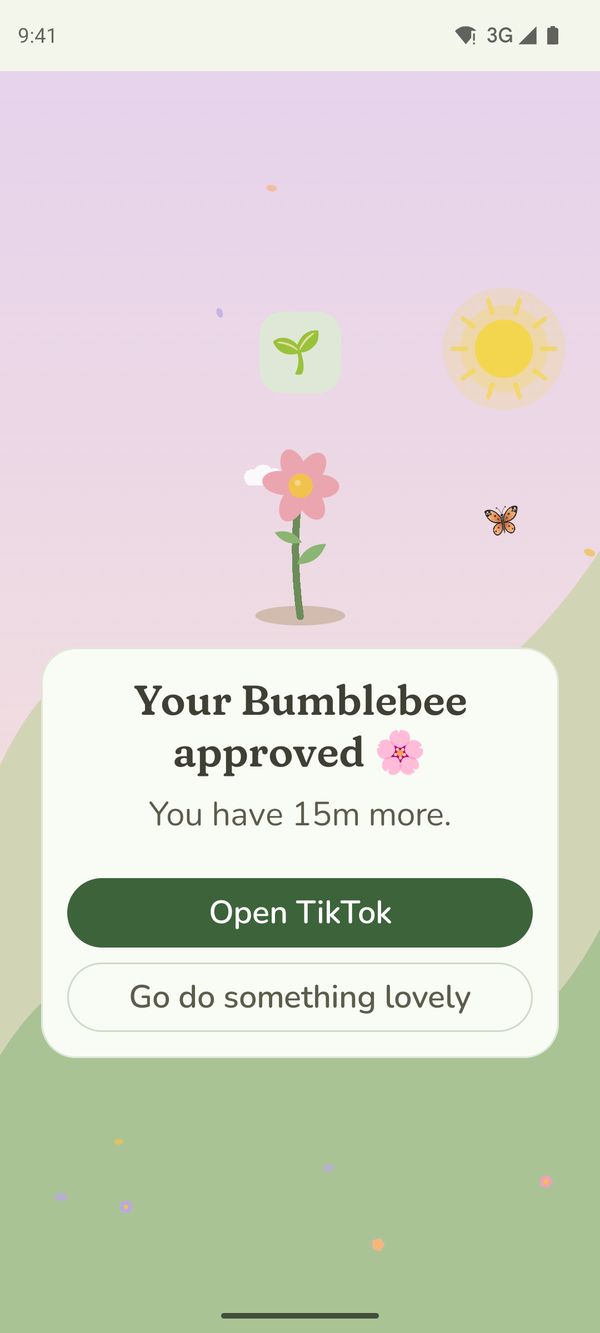 9:41
3G
Your Bumblebee
approved 🌸
You have 15m more.
Open TikTok
Go do something lovely